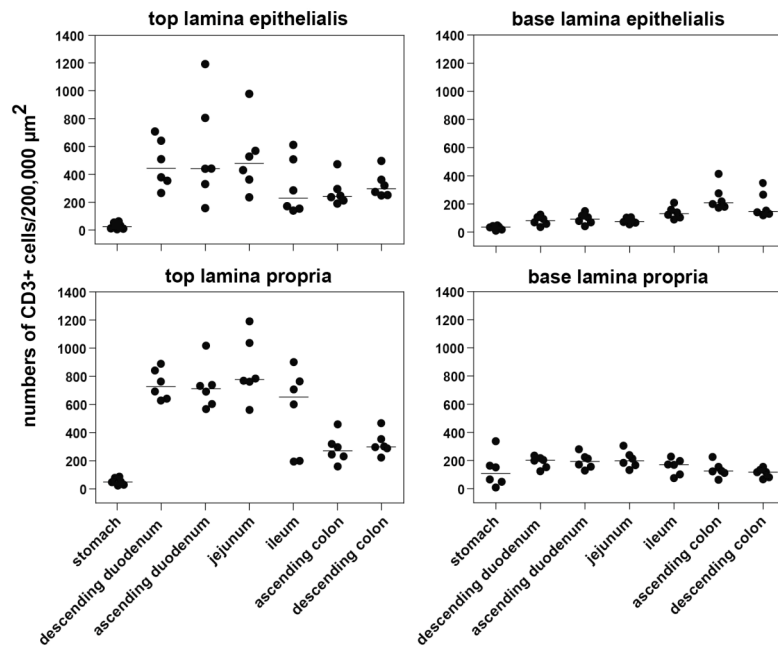 top lamina epithelialis
base lamina epithelialis
numbers of CD3+ cells/200,000 µm²
1400
1200
1000
800
600
400
200
0
1400
1200
1000
800
600
400
200
0
top lamina propria
base lamina propria
1400
1200
1000
800
600
400
200
0
1400
1200
1000
800
600
400
200
0
stomach
descending duodenum
ascending duodenum
jejunum
ileum
ascending colon
descending colon
stomach
descending duodenum
ascending duodenum
jejunum
ileum
ascending colon
descending colon